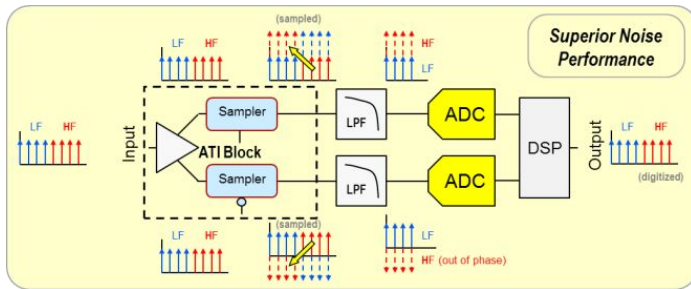 (sampled)
Superior Noise
Performance
LF HF
HF
LF
LF HF
Input
Sampler
ATI Block
Sampler
LPF
LPF
ADC
ADC
DSP
Output
LF HF
(digitized)
(sampled)
LF HF
LF
HF (out of phase)